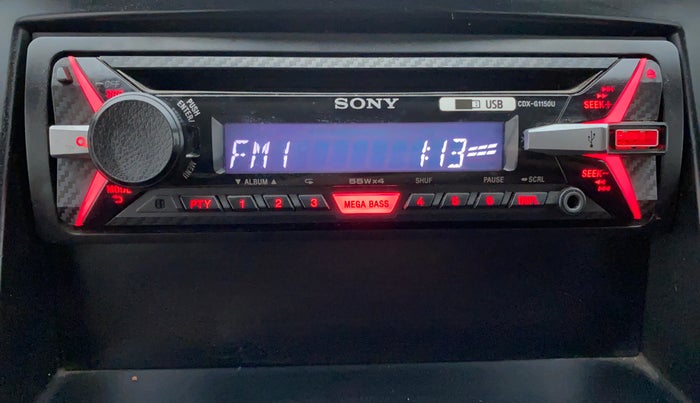 SONY
USB
CDX-G1150U
PUSH
ENTER/
MENU
SEEK+
FM1 1:13
SEEK-
MODE
▼ ALBUM ▲
55W×4
SHUF
PAUSE
SCRL
PTY 1 2 3 MEGA BASS 4 5 6